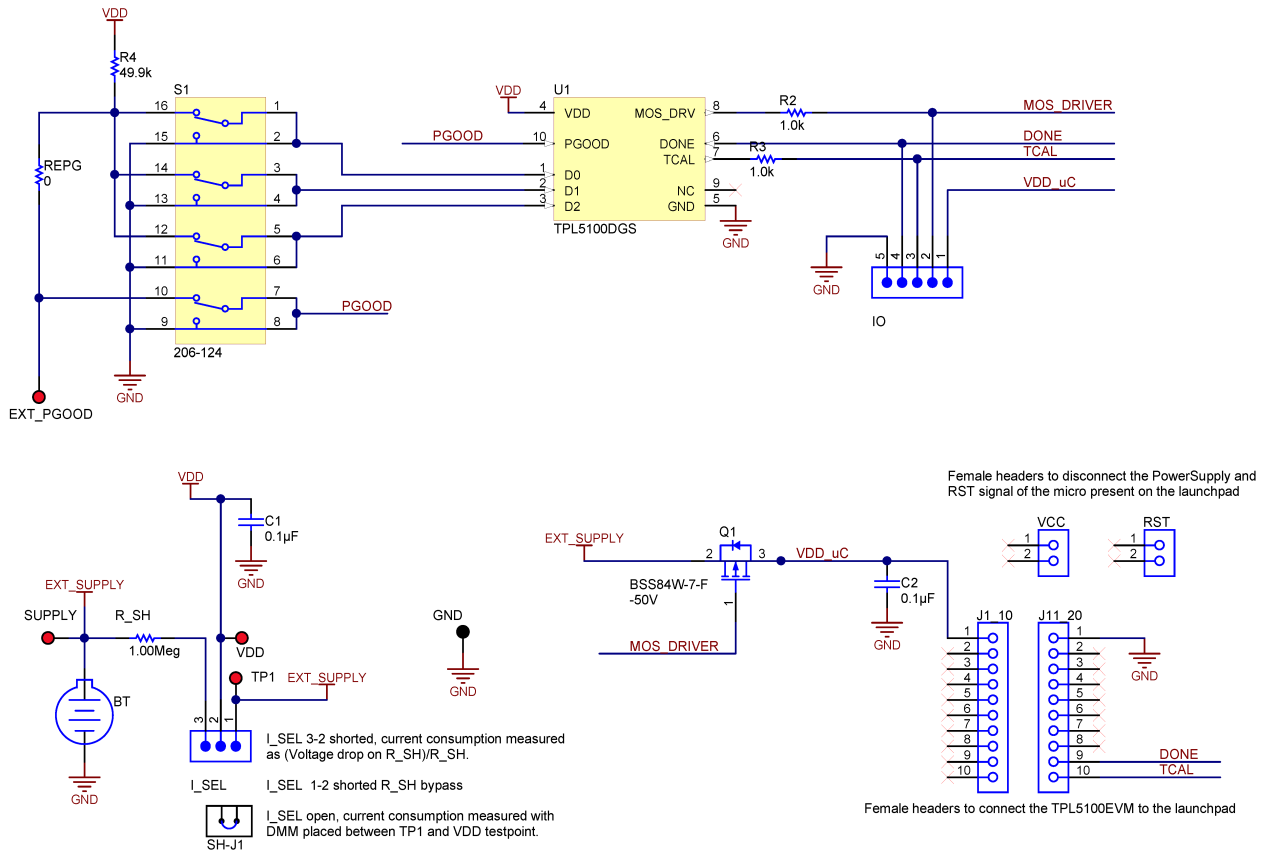 VDD
R4
49.9k
S1
16 1
15 2
14 3
13 4
12 5
11 6
10 7
9 8
206-124
REPG
0
EXT_PGOOD
GND
PGOOD
VDD
U1
4 VDD MOS_DRV 8
PGOOD 10 PGOOD DONE 6
TCAL 7
1 D0
2 D1 NC 9
3 D2 GND 5
TPL5100DGS
GND
R2
1.0k
R3
1.0k
MOS_DRIVER
DONE
TCAL
VDD_uC
5 4 3 2 1
GND
IO
VDD
C1
0.1µF
GND
EXT_SUPPLY
SUPPLY
R_SH
1.00Meg
VDD
TP1
EXT_SUPPLY
BT
GND
3 2 1
I_SEL
SH-J1
I_SEL 3-2 shorted, current consumption measured
as (Voltage drop on R_SH)/R_SH.
I_SEL 1-2 shorted R_SH bypass
I_SEL open, current consumption measured with
DMM placed between TP1 and VDD testpoint.
GND
GND
EXT_SUPPLY
Q1
2 3
1
BSS84W-7-F
-50V
MOS_DRIVER
VDD_uC
C2
0.1µF
GND
Female headers to disconnect the PowerSupply and
RST signal of the micro present on the launchpad
VCC
1
2
RST
1
2
J1_10
1
2
3
4
5
6
7
8
9
10
J11_20
1
2
3
4
5
6
7
8
9
10
GND
DONE
TCAL
Female headers to connect the TPL5100EVM to the launchpad